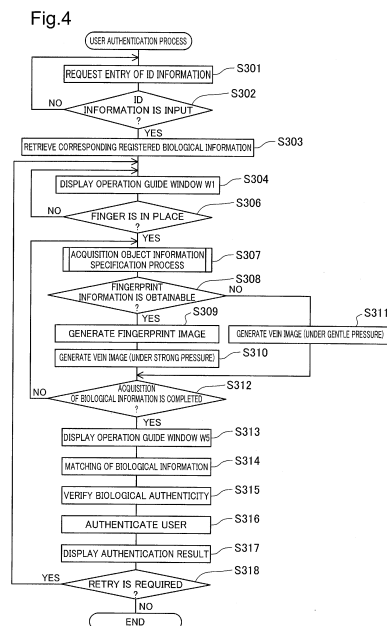 Fig.4
USER AUTHENTICATION PROCESS
REQUEST ENTRY OF ID INFORMATION
S301
ID
INFORMATION IS INPUT
?
S302
NO
YES
RETRIEVE CORRESPONDING REGISTERED BIOLOGICAL INFORMATION
S303
DISPLAY OPERATION GUIDE WINDOW W1
S304
FINGER IS IN PLACE
?
S306
NO
YES
ACQUISITION OBJECT INFORMATION
SPECIFICATION PROCESS
S307
FINGERPRINT
INFORMATION IS OBTAINABLE
?
S308
NO
YES
S309
GENERATE FINGERPRINT IMAGE
S311
GENERATE VEIN IMAGE (UNDER GENTLE PRESSURE)
GENERATE VEIN IMAGE (UNDER STRONG PRESSURE)
S310
ACQUISITION
OF BIOLOGICAL INFORMATION IS COMPLETED
?
S312
NO
YES
DISPLAY OPERATION GUIDE WINDOW W5
S313
MATCHING OF BIOLOGICAL INFORMATION
S314
VERIFY BIOLOGICAL AUTHENTICITY
S315
AUTHENTICATE USER
S316
DISPLAY AUTHENTICATION RESULT
S317
YES
RETRY IS REQUIRED
?
S318
NO
END